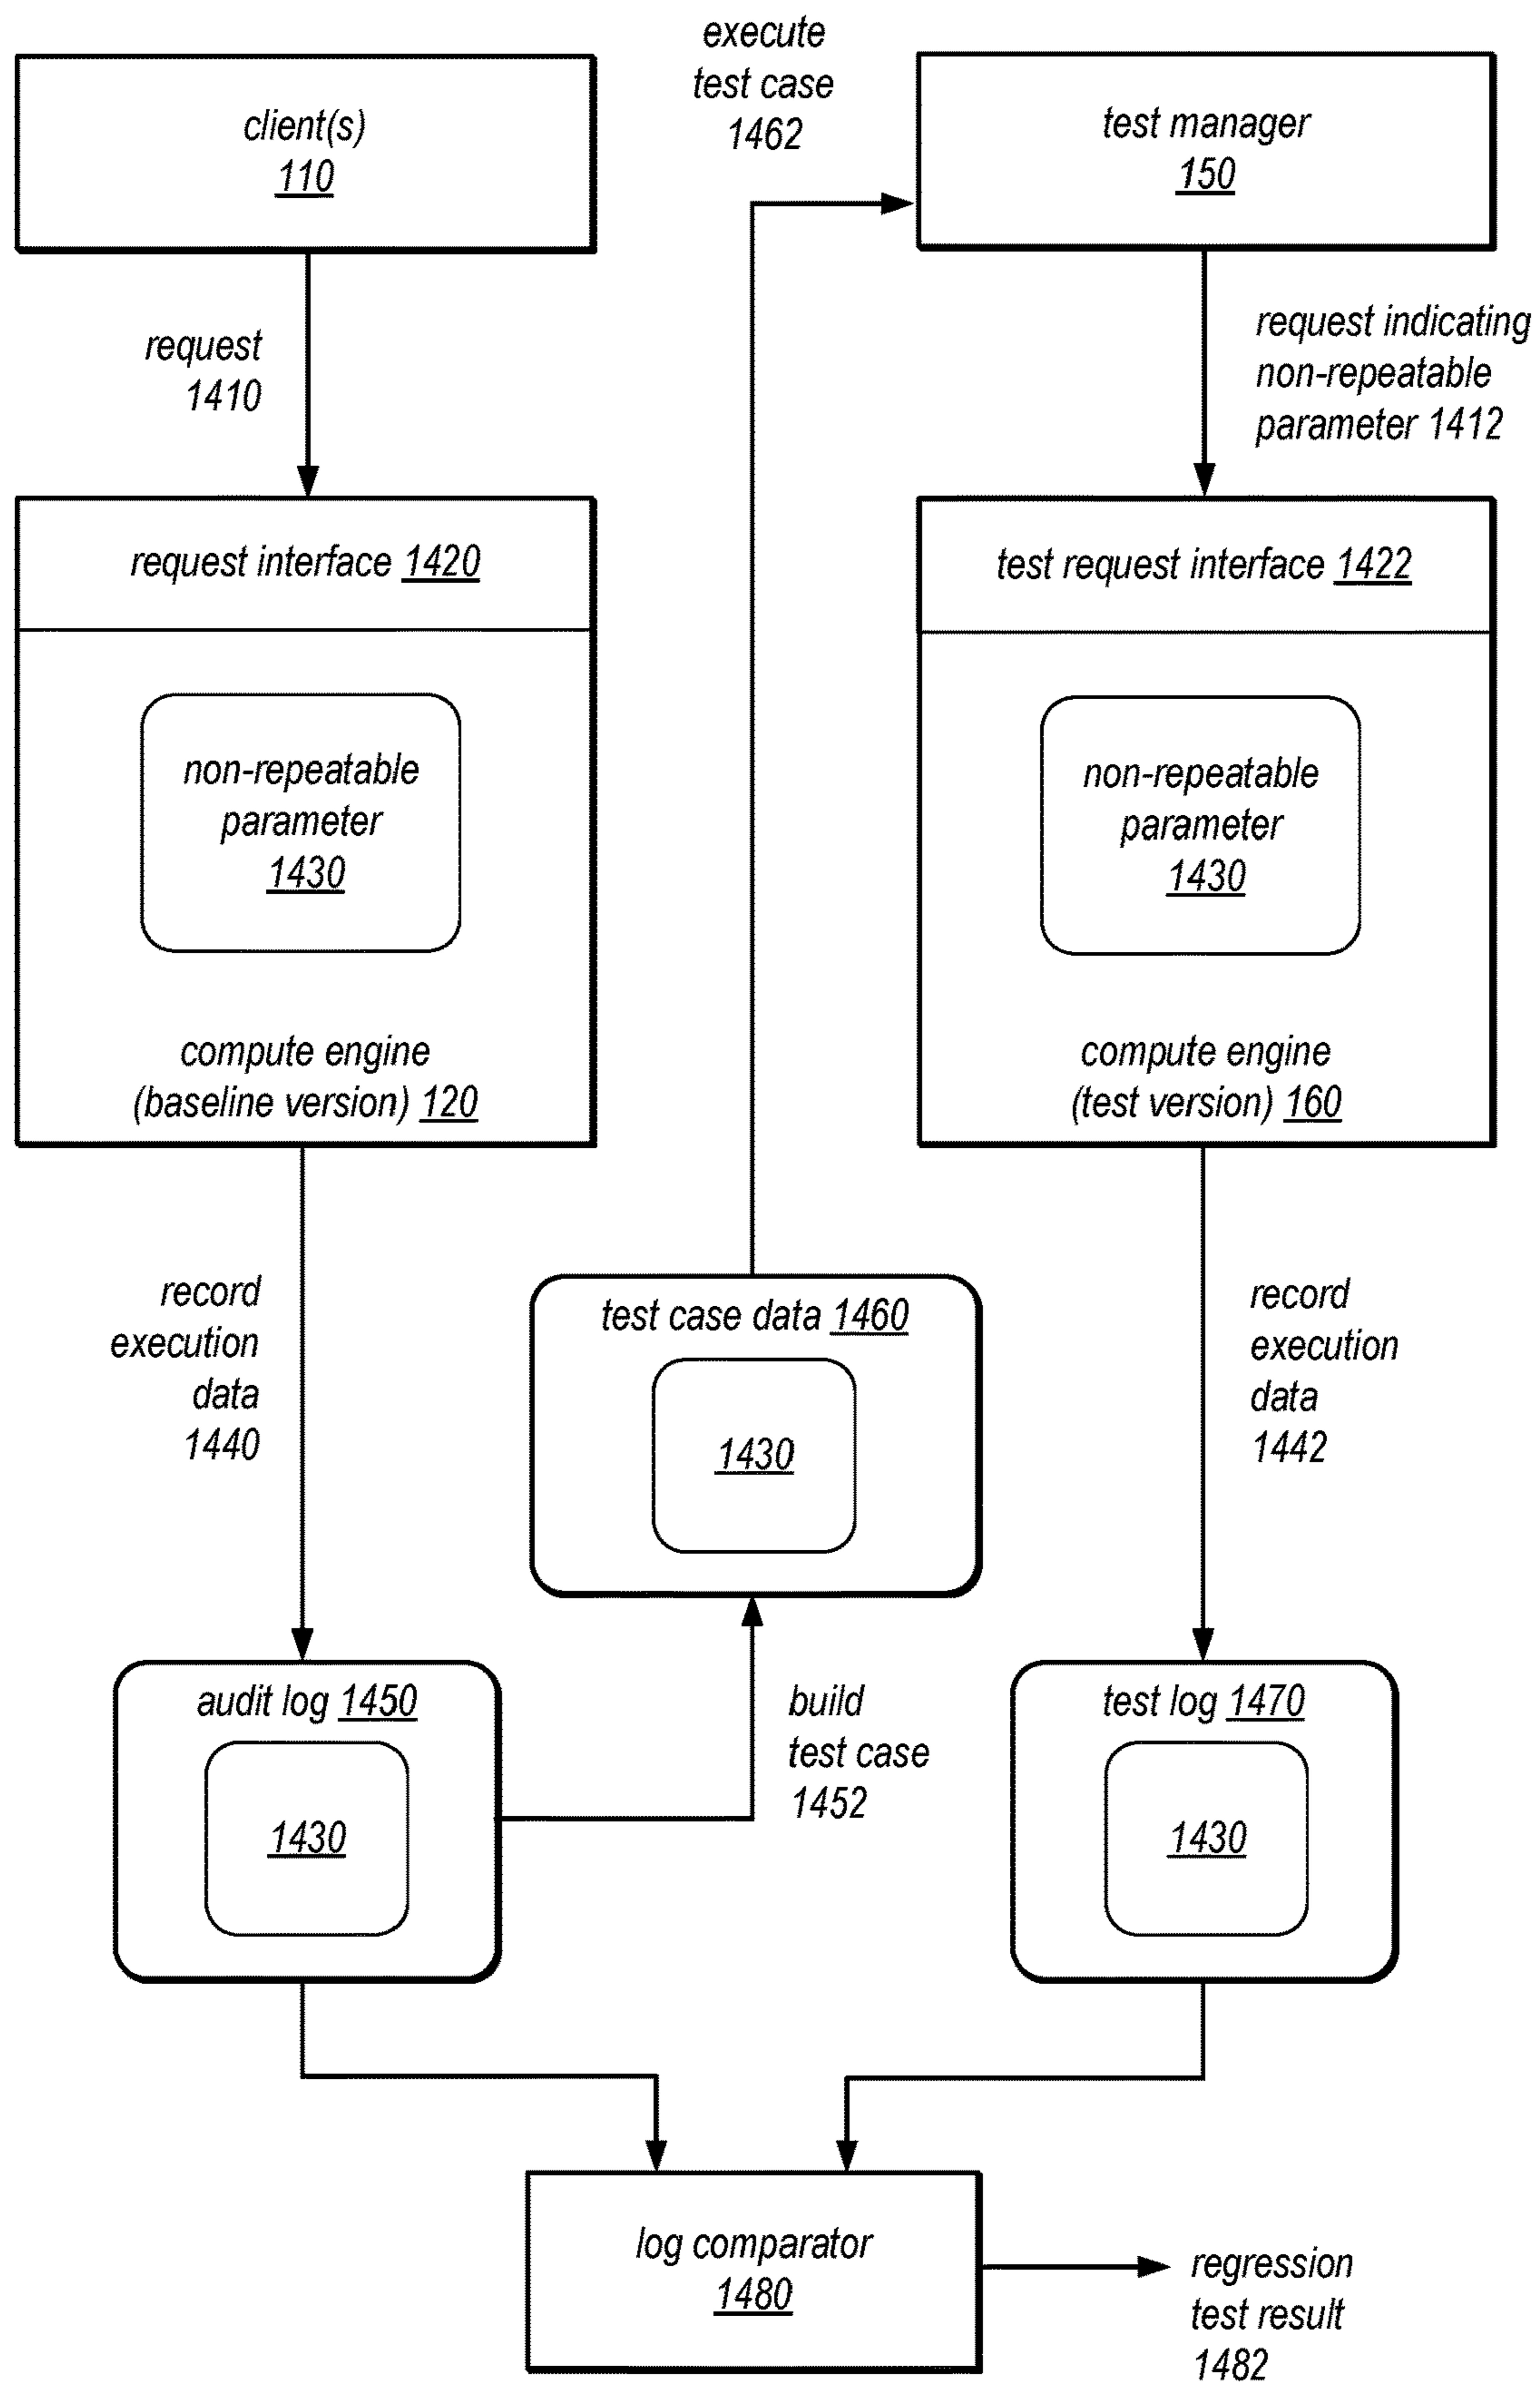 client(s)
110
execute
test case
1462
test manager
150
request
1410
request indicating
non-repeatable
parameter 1412
request interface 1420
non-repeatable
parameter
1430
compute engine
(baseline version) 120
test request interface 1422
non-repeatable
parameter
1430
compute engine
(test version) 160
record
execution
data
1440
test case data 1460
1430
record
execution
data
1442
audit log 1450
1430
build
test case
1452
test log 1470
1430
log comparator
1480
regression
test result
1482